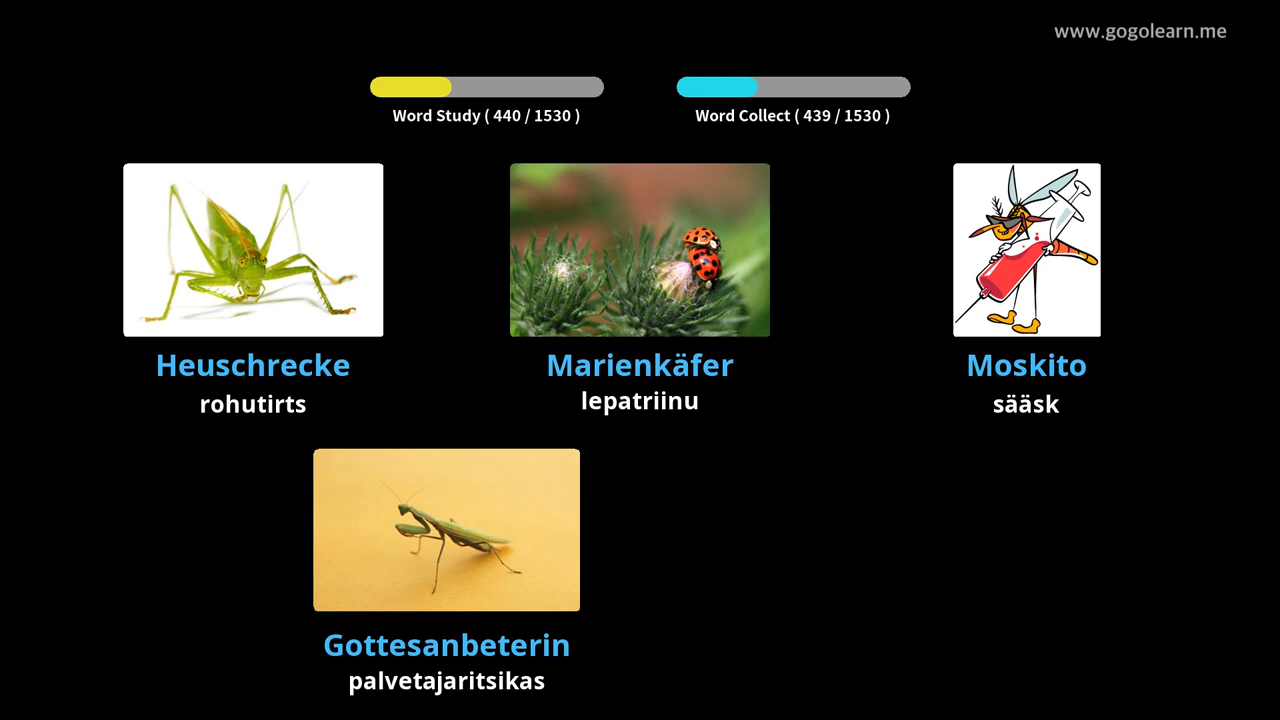 www.gogolearn.me
Word Study ( 440 / 1530 )
Word Collect ( 439 / 1530 )
Heuschrecke
rohutirts
Marienkäfer
lepatriinu
Moskito
sääsk
Gottesanbeterin
palvetajaritsikas